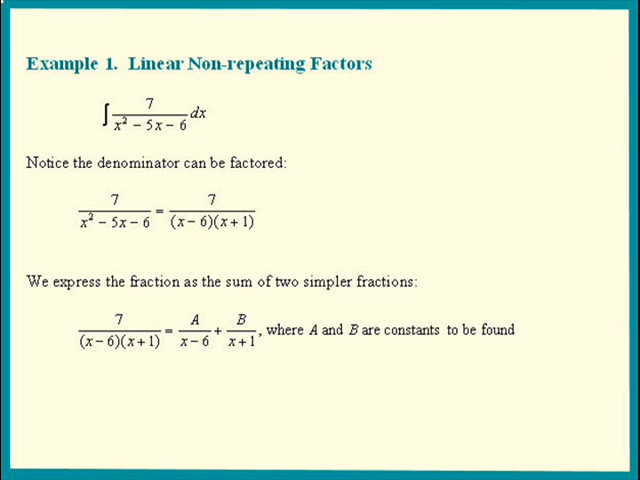 Example 1. Linear Non-repeating Factors
∫ 7/(x² − 5x − 6) dx
Notice the denominator can be factored:
7/(x² − 5x − 6) = 7/((x − 6)(x + 1))
We express the fraction as the sum of two simpler fractions:
7/((x − 6)(x + 1)) = A/(x − 6) + B/(x + 1), where A and B are constants to be found